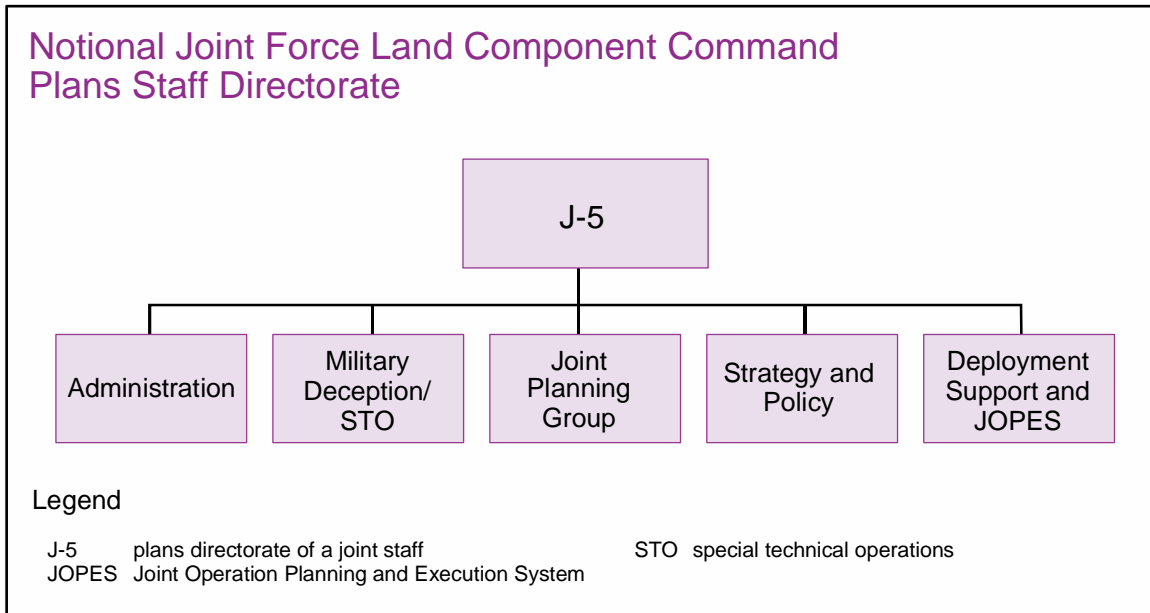 Notional Joint Force Land Component Command
Plans Staff Directorate
J-5
Administration
Military
Deception/
STO
Joint
Planning
Group
Strategy and
Policy
Deployment
Support and
JOPES
Legend
J-5 plans directorate of a joint staff
JOPES Joint Operation Planning and Execution System
STO special technical operations